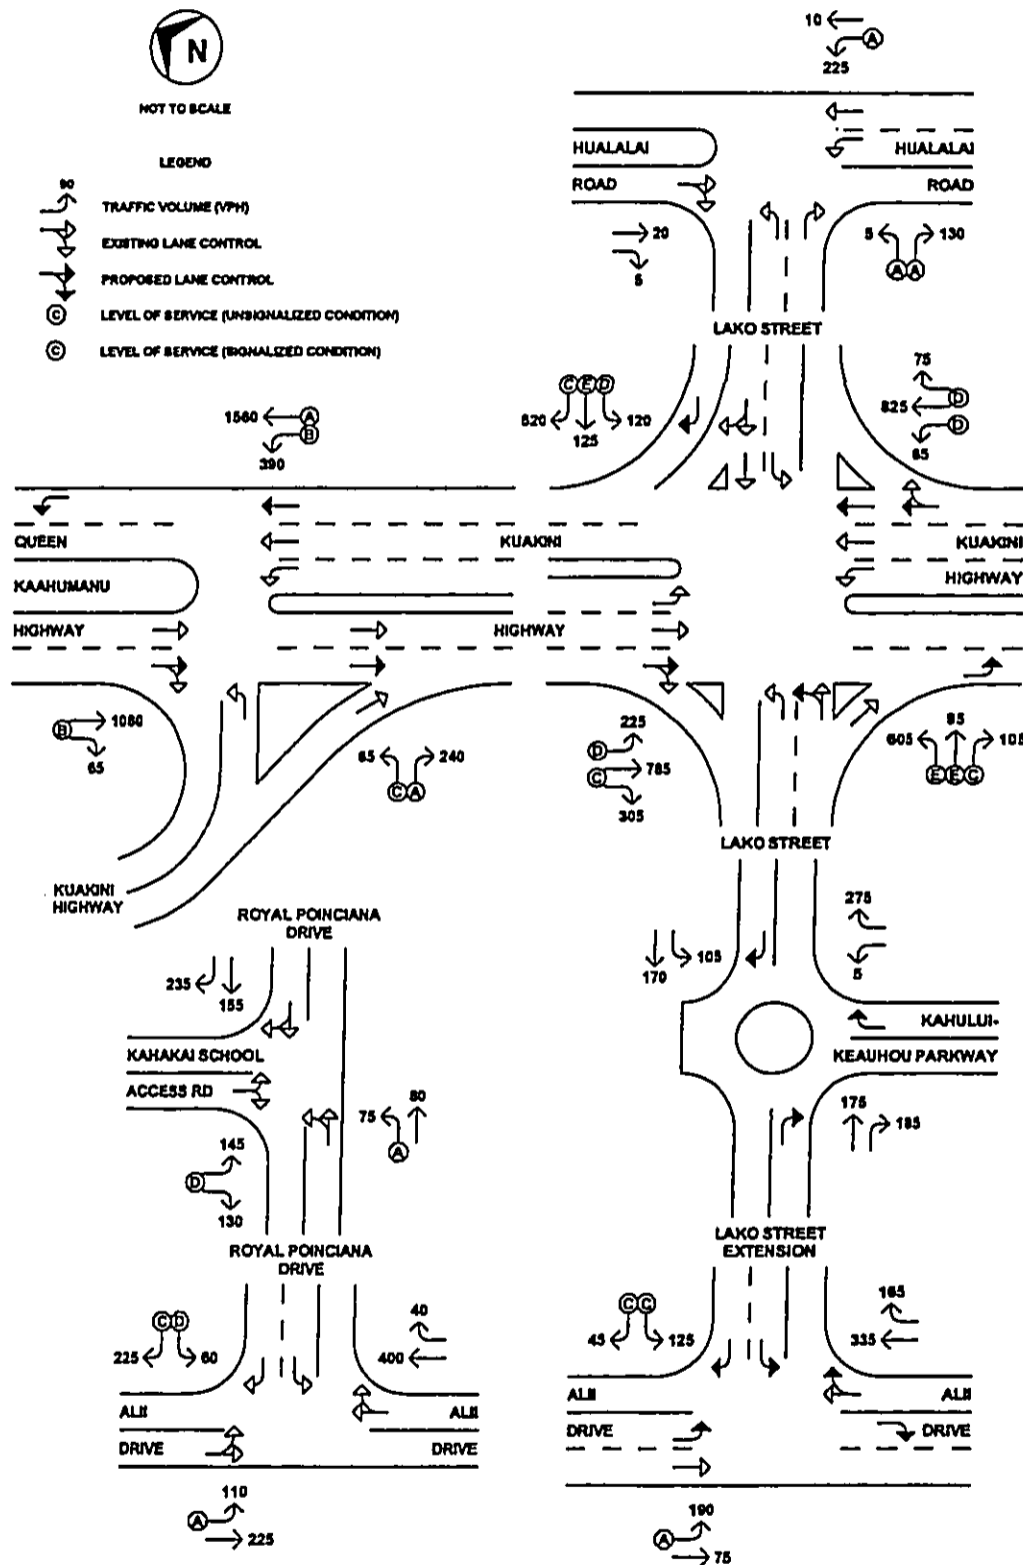 N
NOT TO SCALE
LEGEND
90
TRAFFIC VOLUME (VPH)
EXISTING LANE CONTROL
PROPOSED LANE CONTROL
C LEVEL OF SERVICE (UNSIGNALIZED CONDITION)
C LEVEL OF SERVICE (SIGNALIZED CONDITION)
10
A
225
HUALALAI
ROAD
HUALALAI
ROAD
20
5
5 130
A A
LAKO STREET
C E D
520 125 120
75
D
825
D
65
1560 A
B
390
QUEEN
KAAHUMANU
HIGHWAY
KUAKINI
HIGHWAY
KUAKINI
HIGHWAY
B 1080
65
65 240
C A
225
D
785
C
305
605 95 105
E E C
LAKO STREET
KUAKINI
HIGHWAY
ROYAL POINCIANA
DRIVE
235 155
KAHAKAI SCHOOL
ACCESS RD
75 80
A
145
D
130
ROYAL POINCIANA
DRIVE
170 105
275
5
KAHULUI-
KEAUHOU PARKWAY
175 185
LAKO STREET
EXTENSION
C D
225 60
40
400
ALII
DRIVE
ALII
DRIVE
110
A
225
C C
45 125
165
335
ALII
DRIVE
ALII
DRIVE
190
A
75